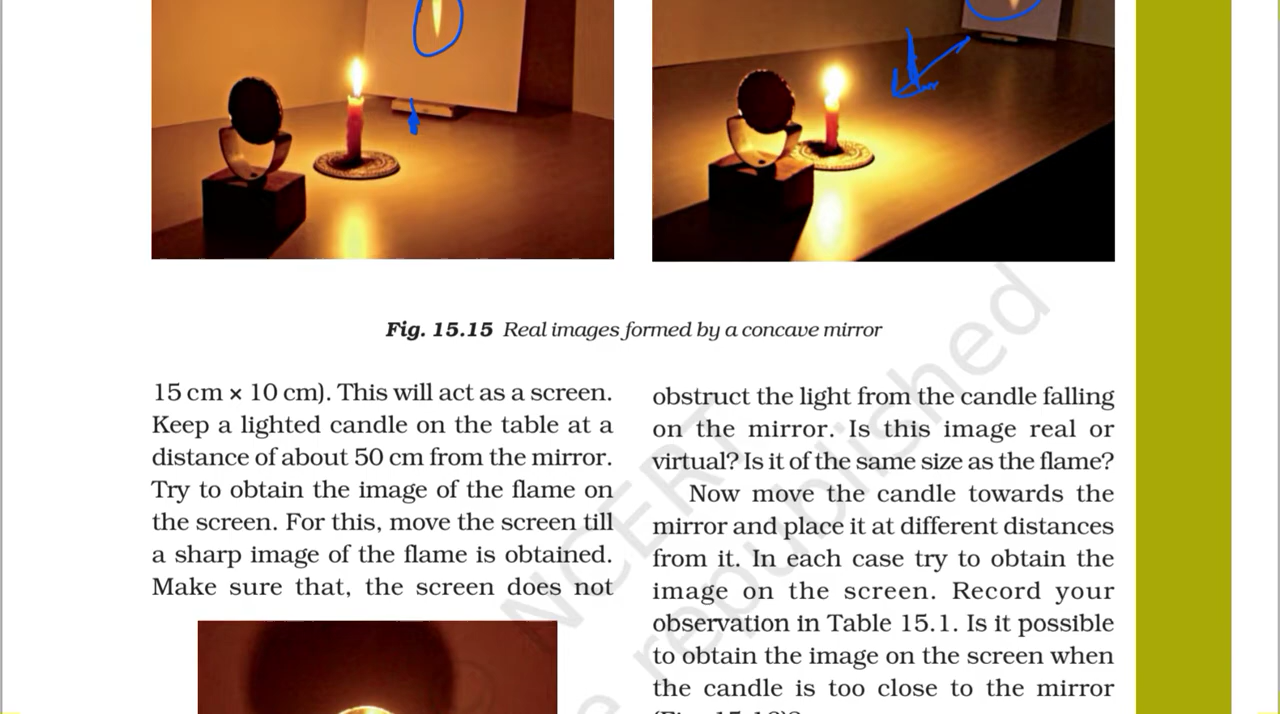 Fig. 15.15 Real images formed by a concave mirror
15 cm × 10 cm). This will act as a screen.
Keep a lighted candle on the table at a
distance of about 50 cm from the mirror.
Try to obtain the image of the flame on
the screen. For this, move the screen till
a sharp image of the flame is obtained.
Make sure that, the screen does not
obstruct the light from the candle falling
on the mirror. Is this image real or
virtual? Is it of the same size as the flame?
Now move the candle towards the
mirror and place it at different distances
from it. In each case try to obtain the
image on the screen. Record your
observation in Table 15.1. Is it possible
to obtain the image on the screen when
the candle is too close to the mirror
NCERT
republished